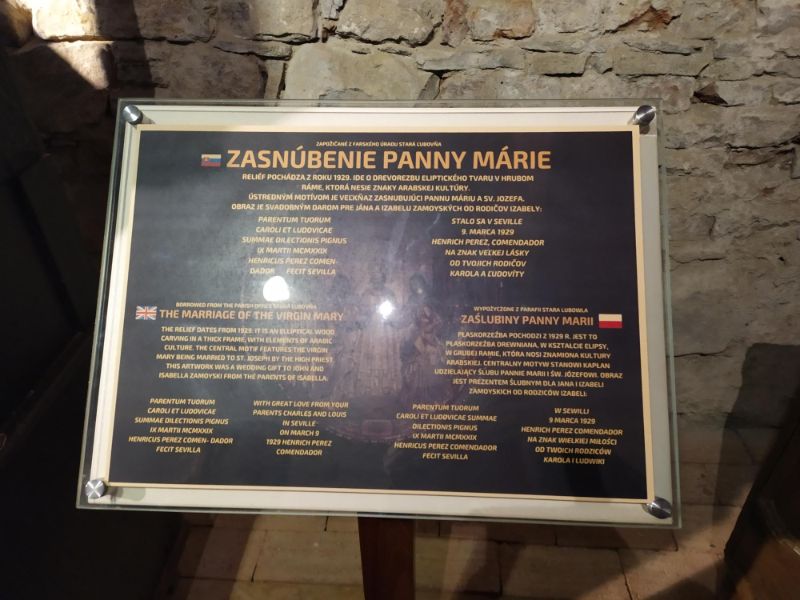 ZAPOŽIČANÉ Z FARSKÉHO ÚRADU STARÁ ĽUBOVŇA
ZASNÚBENIE PANNY MÁRIE
RELIÉF POCHÁDZA Z ROKU 1929. IDE O DREVOREZBU ELIPTICKÉHO TVARU V HRUBOM
RÁME, KTORÁ NESIE ZNAKY ARABSKEJ KULTÚRY.
ÚSTREDNÝM MOTÍVOM JE VEĽKŇAZ ZASNUBUJÚCI PANNU MÁRIU A SV. JOZEFA.
OBRAZ JE SVADOBNÝM DAROM PRE JÁNA A IZABELU ZAMOYSKÝCH OD RODIČOV IZABELY:
PARENTUM TUORUM
CAROLI ET LUDOVICAE
SUMMAE DILECTIONIS PIGNUS
IX MARTII MCMXXIX
HENRICUS PEREZ COMEN-
DADOR FECIT SEVILLA
STALO SA V SEVILLE
9. MARCA 1929
HENRICH PEREZ, COMENDADOR
NA ZNAK VEĽKEJ LÁSKY
OD TVOJICH RODIČOV
KAROLA A ĽUDOVÍTY
BORROWED FROM THE PARISH OFFICE STARÁ ĽUBOVŇA
THE MARRIAGE OF THE VIRGIN MARY
THE RELIEF DATES FROM 1929. IT IS AN ELLIPTICAL WOOD
CARVING IN A THICK FRAME, WITH ELEMENTS OF ARABIC
CULTURE. THE CENTRAL MOTIF FEATURES THE VIRGIN
MARY BEING MARRIED TO ST. JOSEPH BY THE HIGH PRIEST.
THIS ARTWORK WAS A WEDDING GIFT TO JOHN AND
ISABELLA ZAMOYSKI FROM THE PARENTS OF ISABELLA.
PARENTUM TUORUM
CAROLI ET LUDOVICAE
SUMMAE DILECTIONIS PIGNUS
IX MARTII MCMXXIX
HENRICUS PEREZ COMEN- DADOR
FECIT SEVILLA
WITH GREAT LOVE FROM YOUR
PARENTS CHARLES AND LOUIS
IN SEVILLE
ON MARCH 9
1929 HENRICH PEREZ
COMENDADOR
WYPOŻYCZONE Z PARAFII STARA LUBOWLA
ZAŚLUBINY PANNY MARII
PŁASKORZEŹBA POCHODZI Z 1929 R. JEST TO
PŁASKORZEŹBA DREWNIANA, W KSZTAŁCIE ELIPSY,
W GRUBEJ RAMIE, KTÓRA NOSI ZNAMIONA KULTURY
ARABSKIEJ. CENTRALNY MOTYW STANOWI KAPŁAN
UDZIELAJĄCY ŚLUBU PANNIE MARII I ŚW. JÓZEFOWI. OBRAZ
JEST PREZENTEM ŚLUBNYM DLA JANA I IZABELI
ZAMOYSKICH OD RODZICÓW IZABELI:
PARENTUM TUORUM
CAROLI ET LUDOVICAE SUMMAE
DILECTIONIS PIGNUS
IX MARTII MCMXXIX
HENRICUS PEREZ COMENDADOR
FECIT SEVILLA
W SEWILLI
9 MARCA 1929
HENRICH PEREZ COMENDADOR
NA ZNAK WIELKIEJ MIŁOŚCI
OD TWOICH RODZICÓW
KAROLA I LUDWIKI